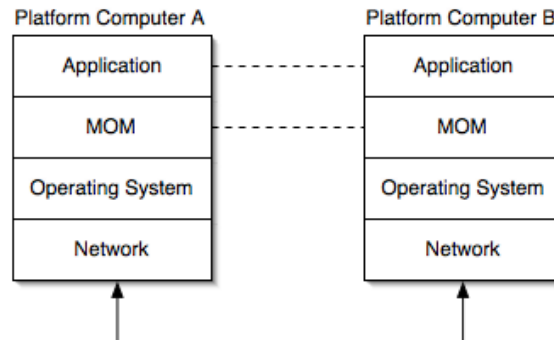 Platform Computer A
Platform Computer B
Application
Application
MOM
MOM
Operating System
Operating System
Network
Network